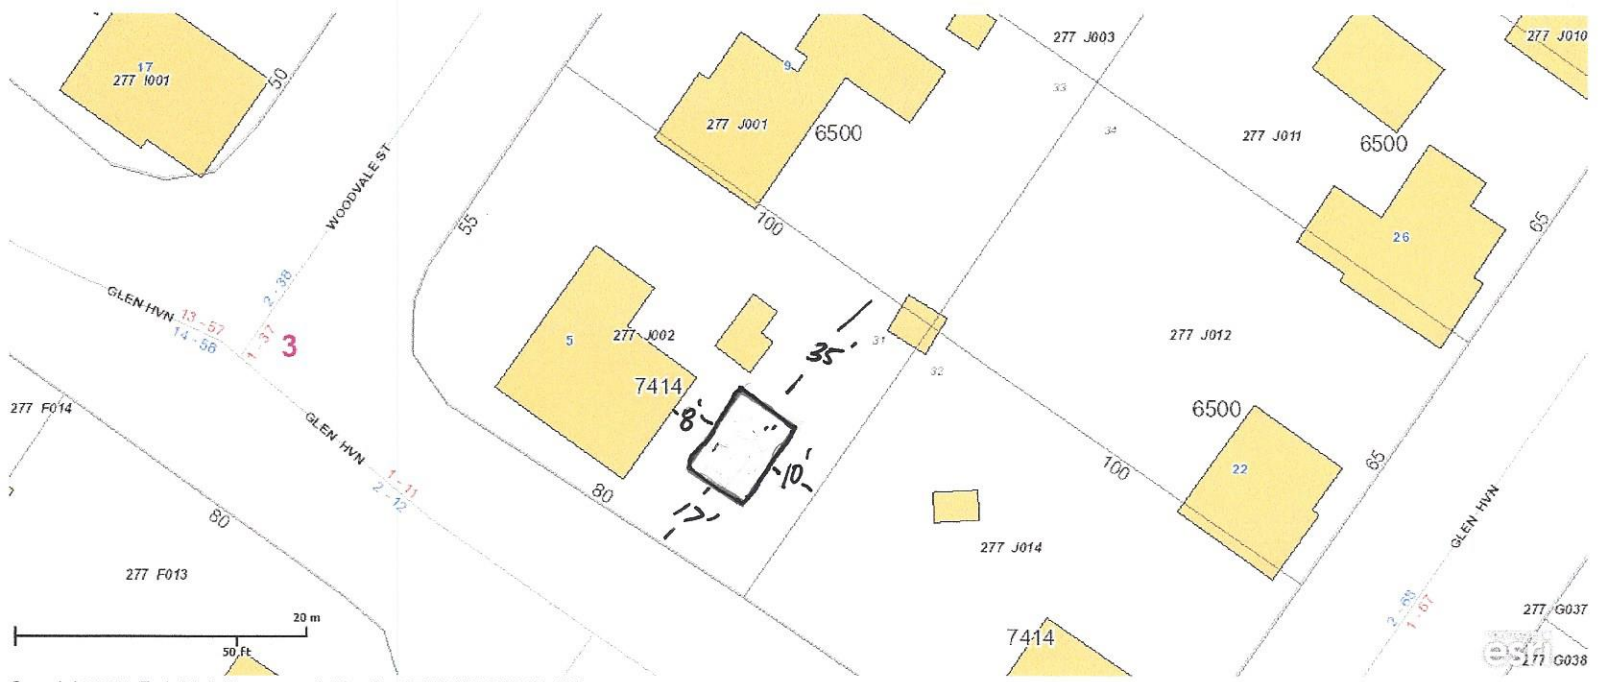 277 J003
277 J010
17
277 I001
50
9
33
34
277 J001
6500
277 J011
6500
WOODVALE ST
55
100
65
26
2 - 38
GLEN HVN
13 - 57
14 - 56
1 - 37
3
5
277 J002
35'
31
32
277 J012
7414
8'
277 F014
6500
GLEN HVN
10'
22
65
100
1 - 11
2 - 12
80
17'
80
GLEN HVN
277 J014
277 F013
2 - 68
1 - 67
277 G037
20 m
50 ft
7414
esri
277 G038